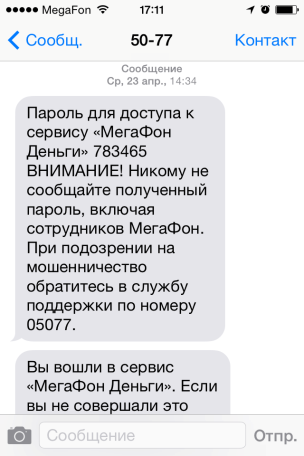 MegaFon 17:11
Сообщ. 50-77 Контакт
Сообщение
Ср, 23 апр., 14:34
Пароль для доступа к
сервису «МегаФон
Деньги» 783465
ВНИМАНИЕ! Никому не
сообщайте полученный
пароль, включая
сотрудников МегаФон.
При подозрении на
мошенничество
обратитесь в службу
поддержки по номеру
05077.
Вы вошли в сервис
«МегаФон Деньги». Если
вы не совершали это
Сообщение Отпр.